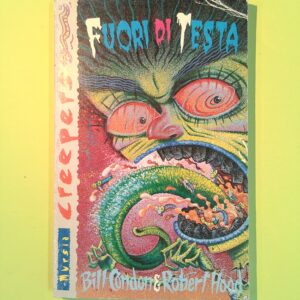 FUORI DI TESTA
creepers
Mursia
Bill Condon & Robert Hood